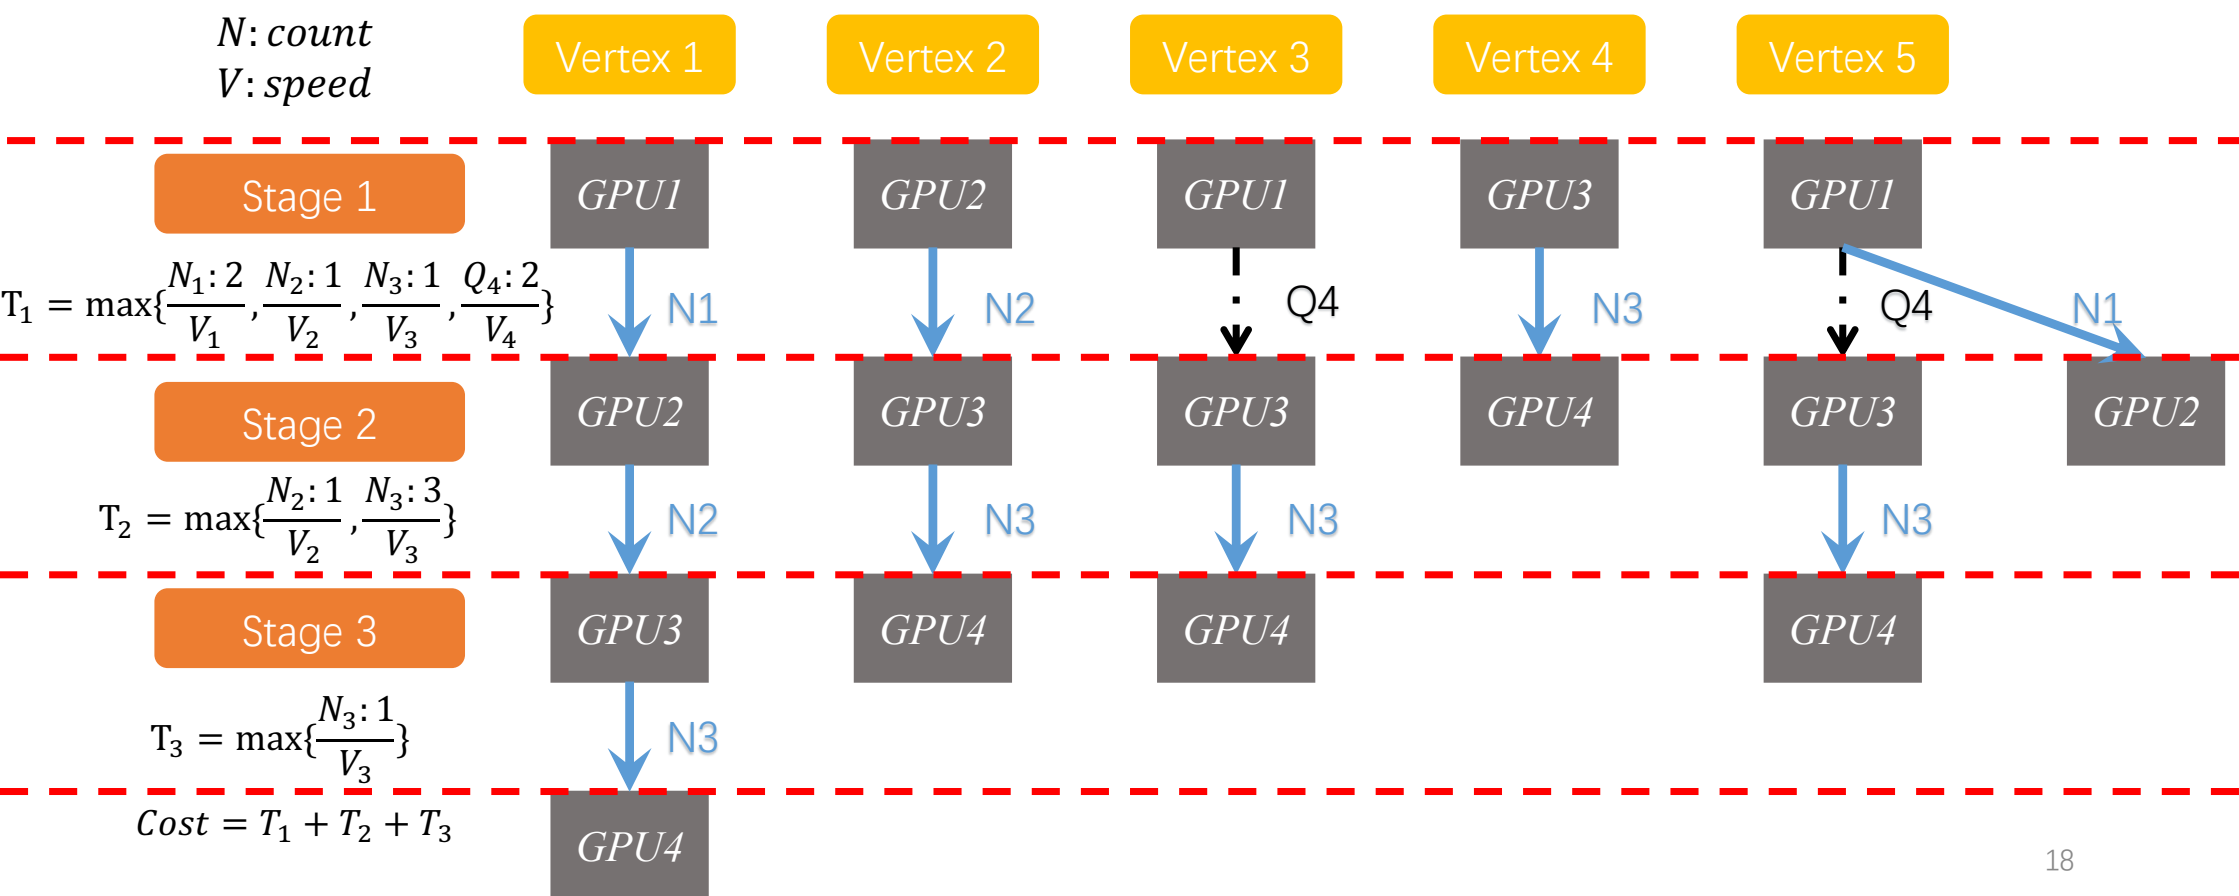 N: count
V: speed
Vertex 1 Vertex 2 Vertex 3 Vertex 4 Vertex 5
Stage 1 GPU1 GPU2 GPU1 GPU3 GPU1
T₁ = max{N₁: 2/V₁, N₂: 1/V₂, N₃: 1/V₃, Q₄: 2/V₄}
N1 N2 Q4 N3 Q4 N1
Stage 2 GPU2 GPU3 GPU3 GPU4 GPU3 GPU2
T₂ = max{N₂: 1/V₂, N₃: 3/V₃}
N2 N3 N3 N3
Stage 3 GPU3 GPU4 GPU4 GPU4
T₃ = max{N₃: 1/V₃}
N3
Cost = T₁ + T₂ + T₃
GPU4
18